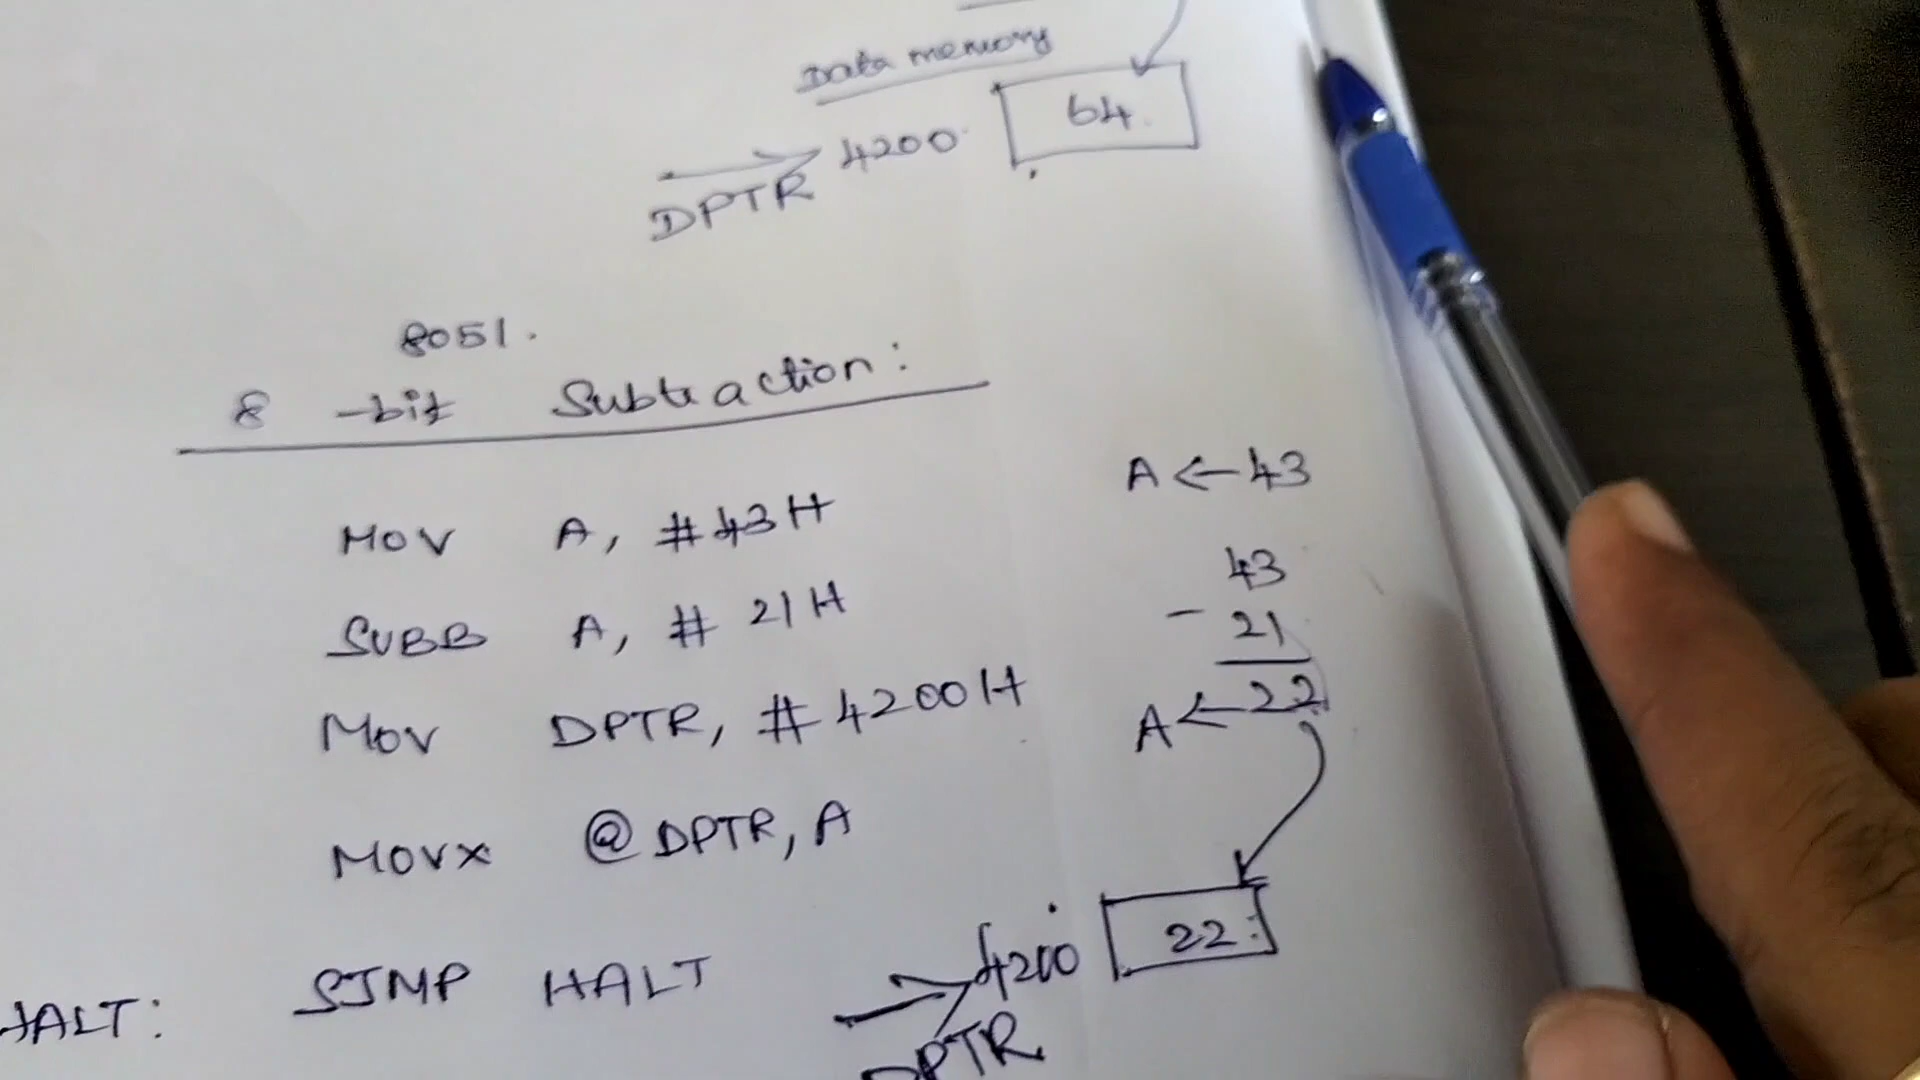 Data memory
64.
4200
DPTR
8051.
8 -bit Subtraction:
MOV A, #43H
A ← 43
43
SUBB A, # 21H
- 21
MOV DPTR, # 4200H
A ← 22
MOVX @DPTR, A
22
4200
HALT: SJMP HALT
DPTR